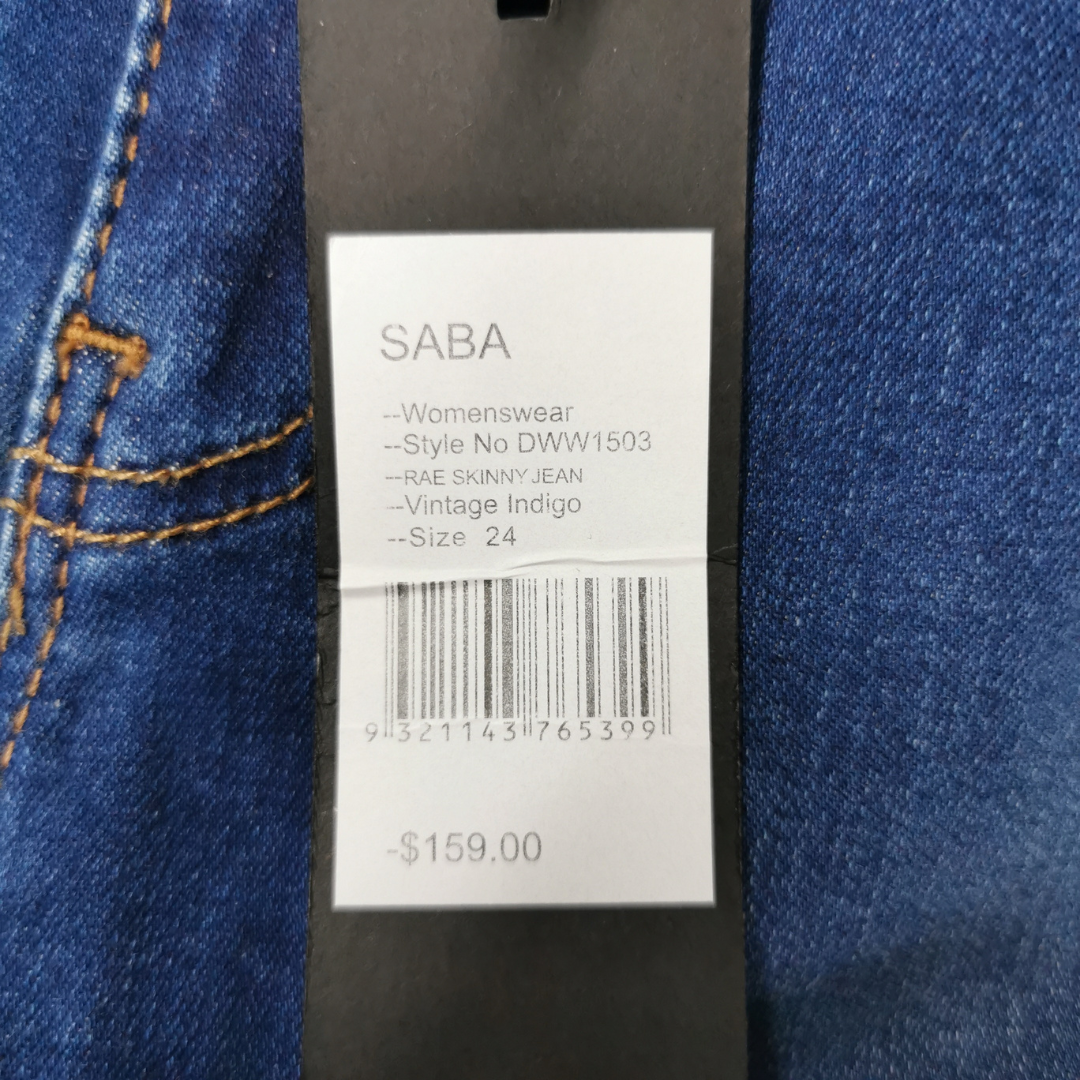 SABA
--Womenswear
--Style No DWW1503
--RAE SKINNY JEAN
--Vintage Indigo
--Size 24
9 321143 765399
-$159.00